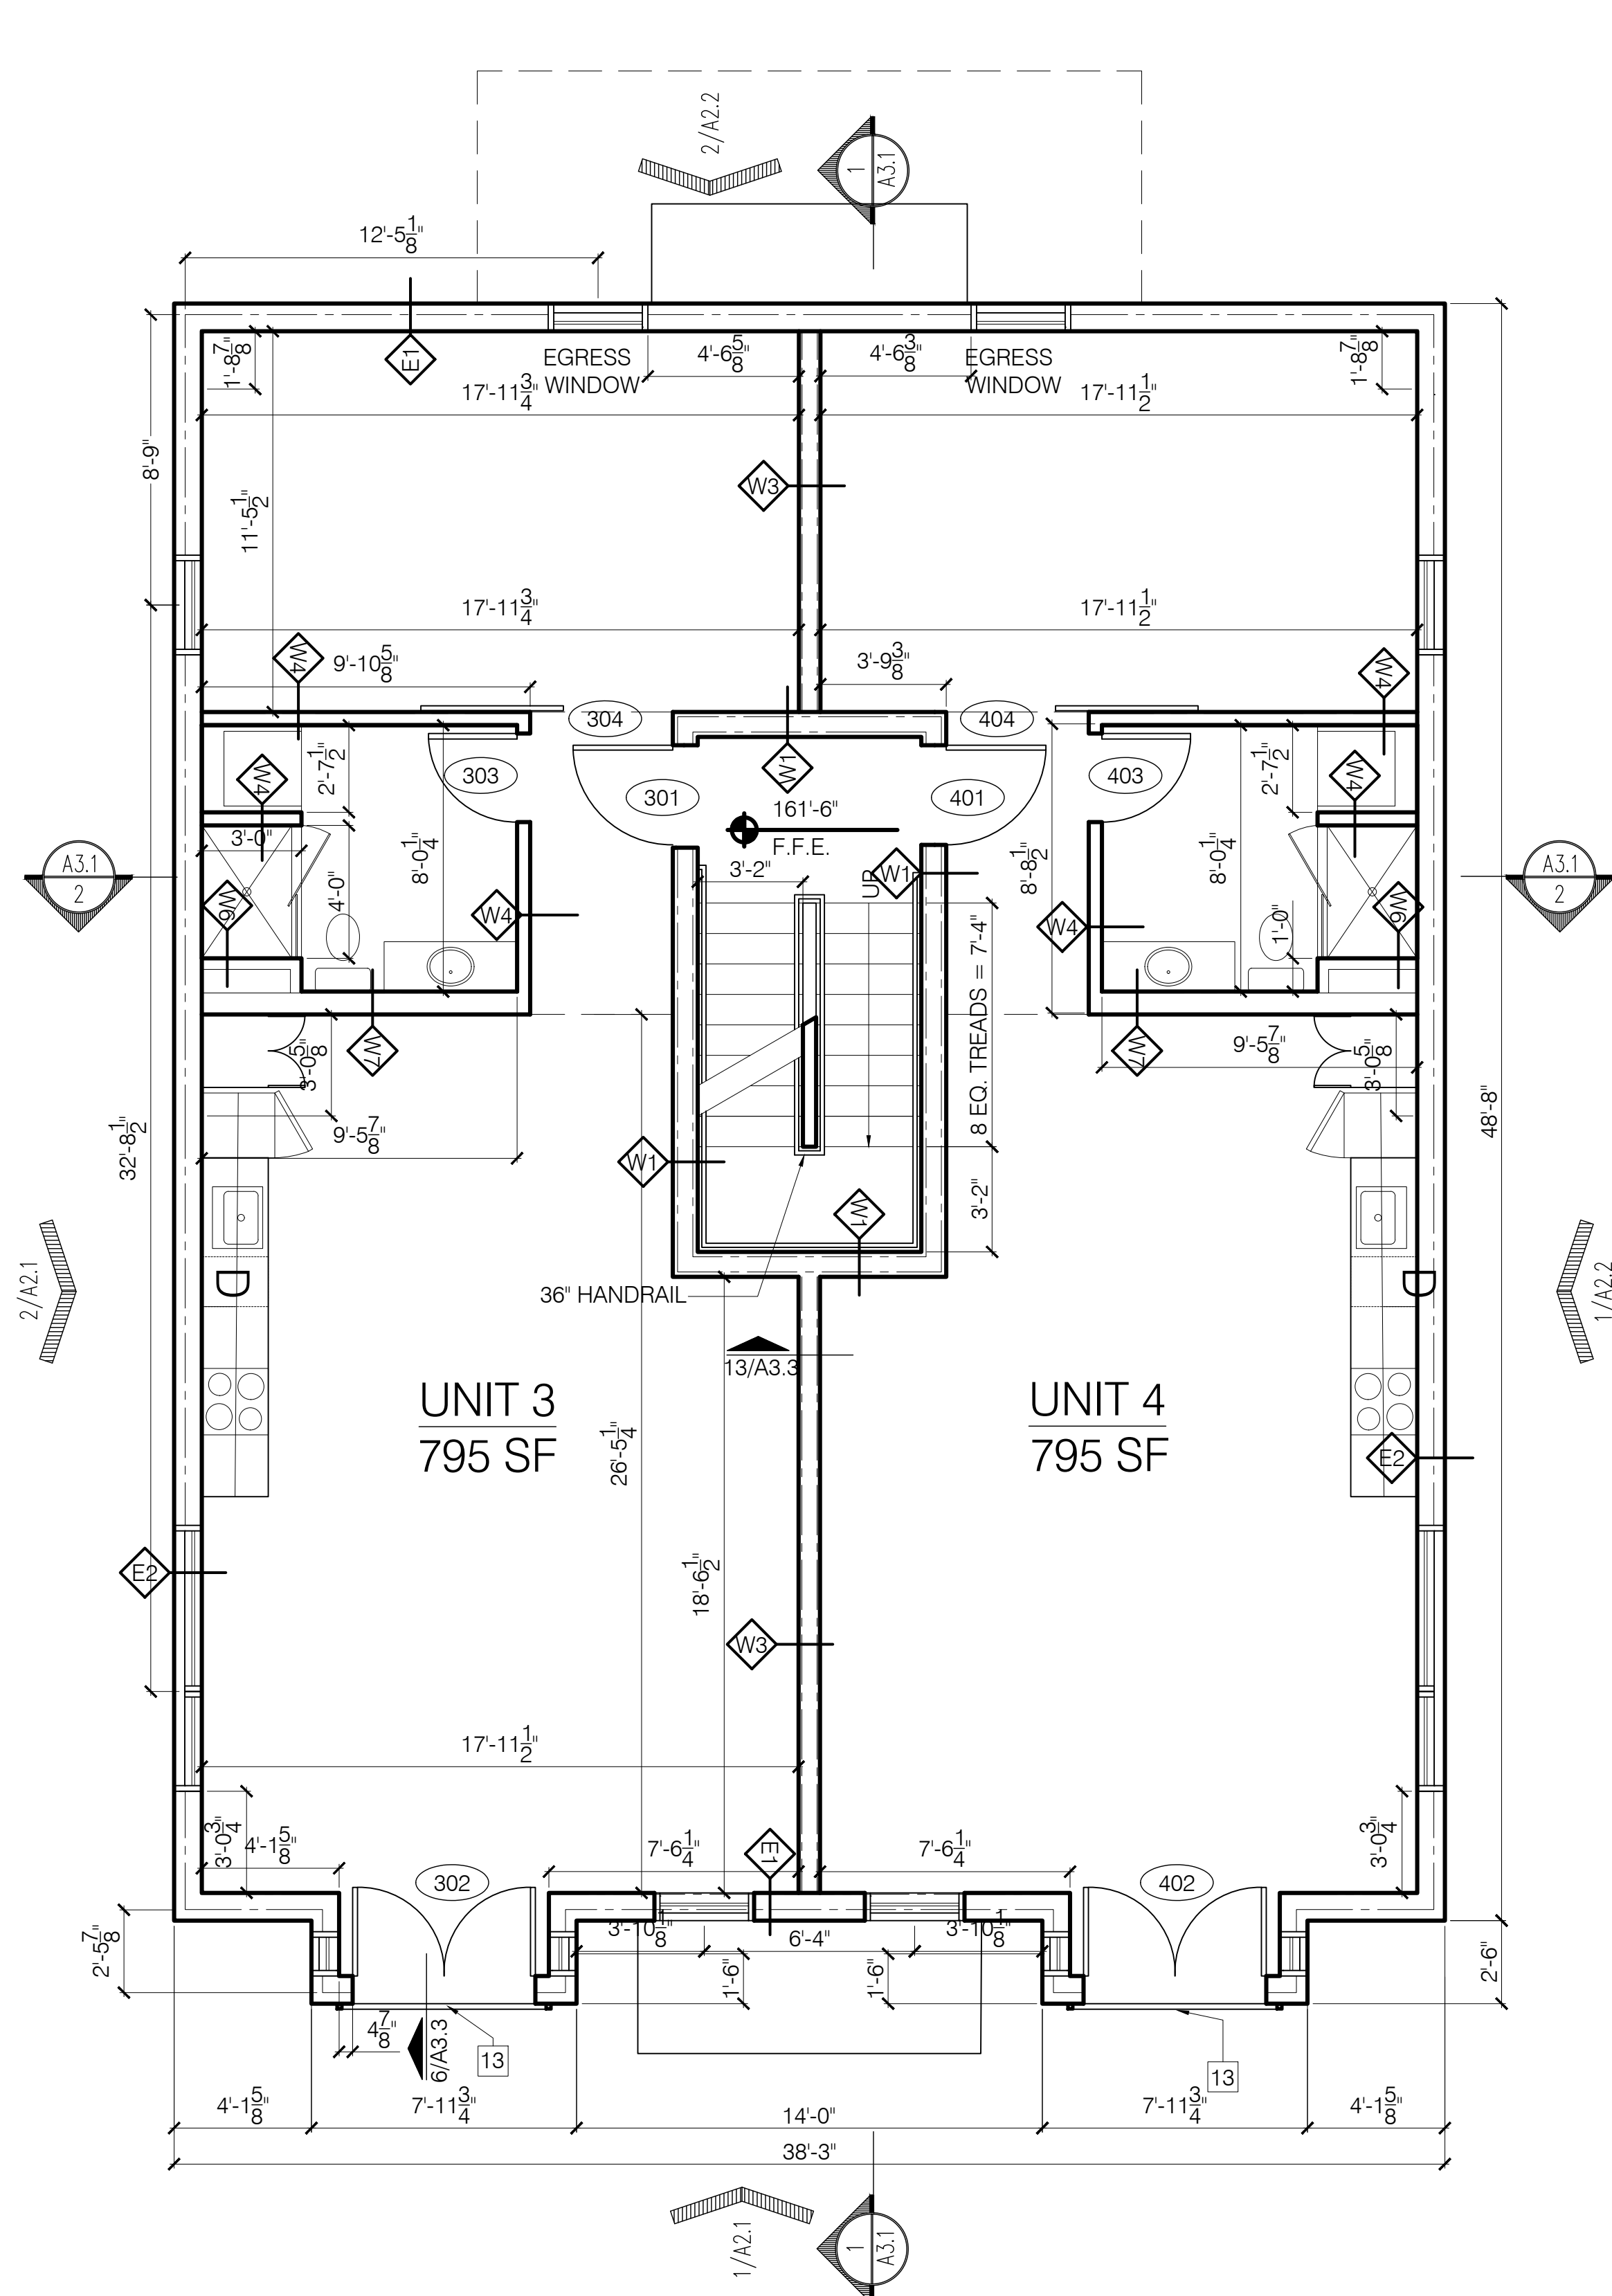 2/A2.2
1
A3.1
12'-5 1/8"
1'-8 7/8"
E1
EGRESS
WINDOW
4'-6 5/8"
4'-6 3/8"
EGRESS
WINDOW
1'-8 7/8"
17'-11 3/4"
17'-11 1/2"
8'-9"
11'-5 1/2"
W3
17'-11 3/4"
17'-11 1/2"
W4
9'-10 5/8"
3'-9 3/8"
W4
304
404
W4
2'-7 1/2"
303
301
W1
401
403
2'-7 1/2"
W4
161'-6"
F.F.E.
3'-0"
8'-0 1/4"
3'-2"
UP
W1
8'-8 1/2"
8'-0 1/4"
A3.1
2
W6
4'-0"
W4
W4
1'-0"
W6
A3.1
2
8 EQ. TREADS = 7'-4"
3'-0 5/8"
W7
W7
9'-5 7/8"
3'-0 5/8"
9'-5 7/8"
32'-8 1/2"
48'-8"
W1
W1
3'-2"
2/A2.1
D
36" HANDRAIL
D
1/A2.2
13/A3.3
UNIT 3
795 SF
UNIT 4
795 SF
26'-5 1/4"
E2
E2
18'-6 1/2"
W3
17'-11 1/2"
3'-0 3/4"
4'-1 5/8"
7'-6 1/4"
E1
7'-6 1/4"
3'-0 3/4"
302
402
2'-5 7/8"
3'-10 1/8"
6'-4"
3'-10 1/8"
1'-6"
1'-6"
2'-6"
4 7/8"
6/A3.3
13
13
4'-1 5/8"
7'-11 3/4"
14'-0"
7'-11 3/4"
4'-1 5/8"
38'-3"
1/A2.1
1
A3.1